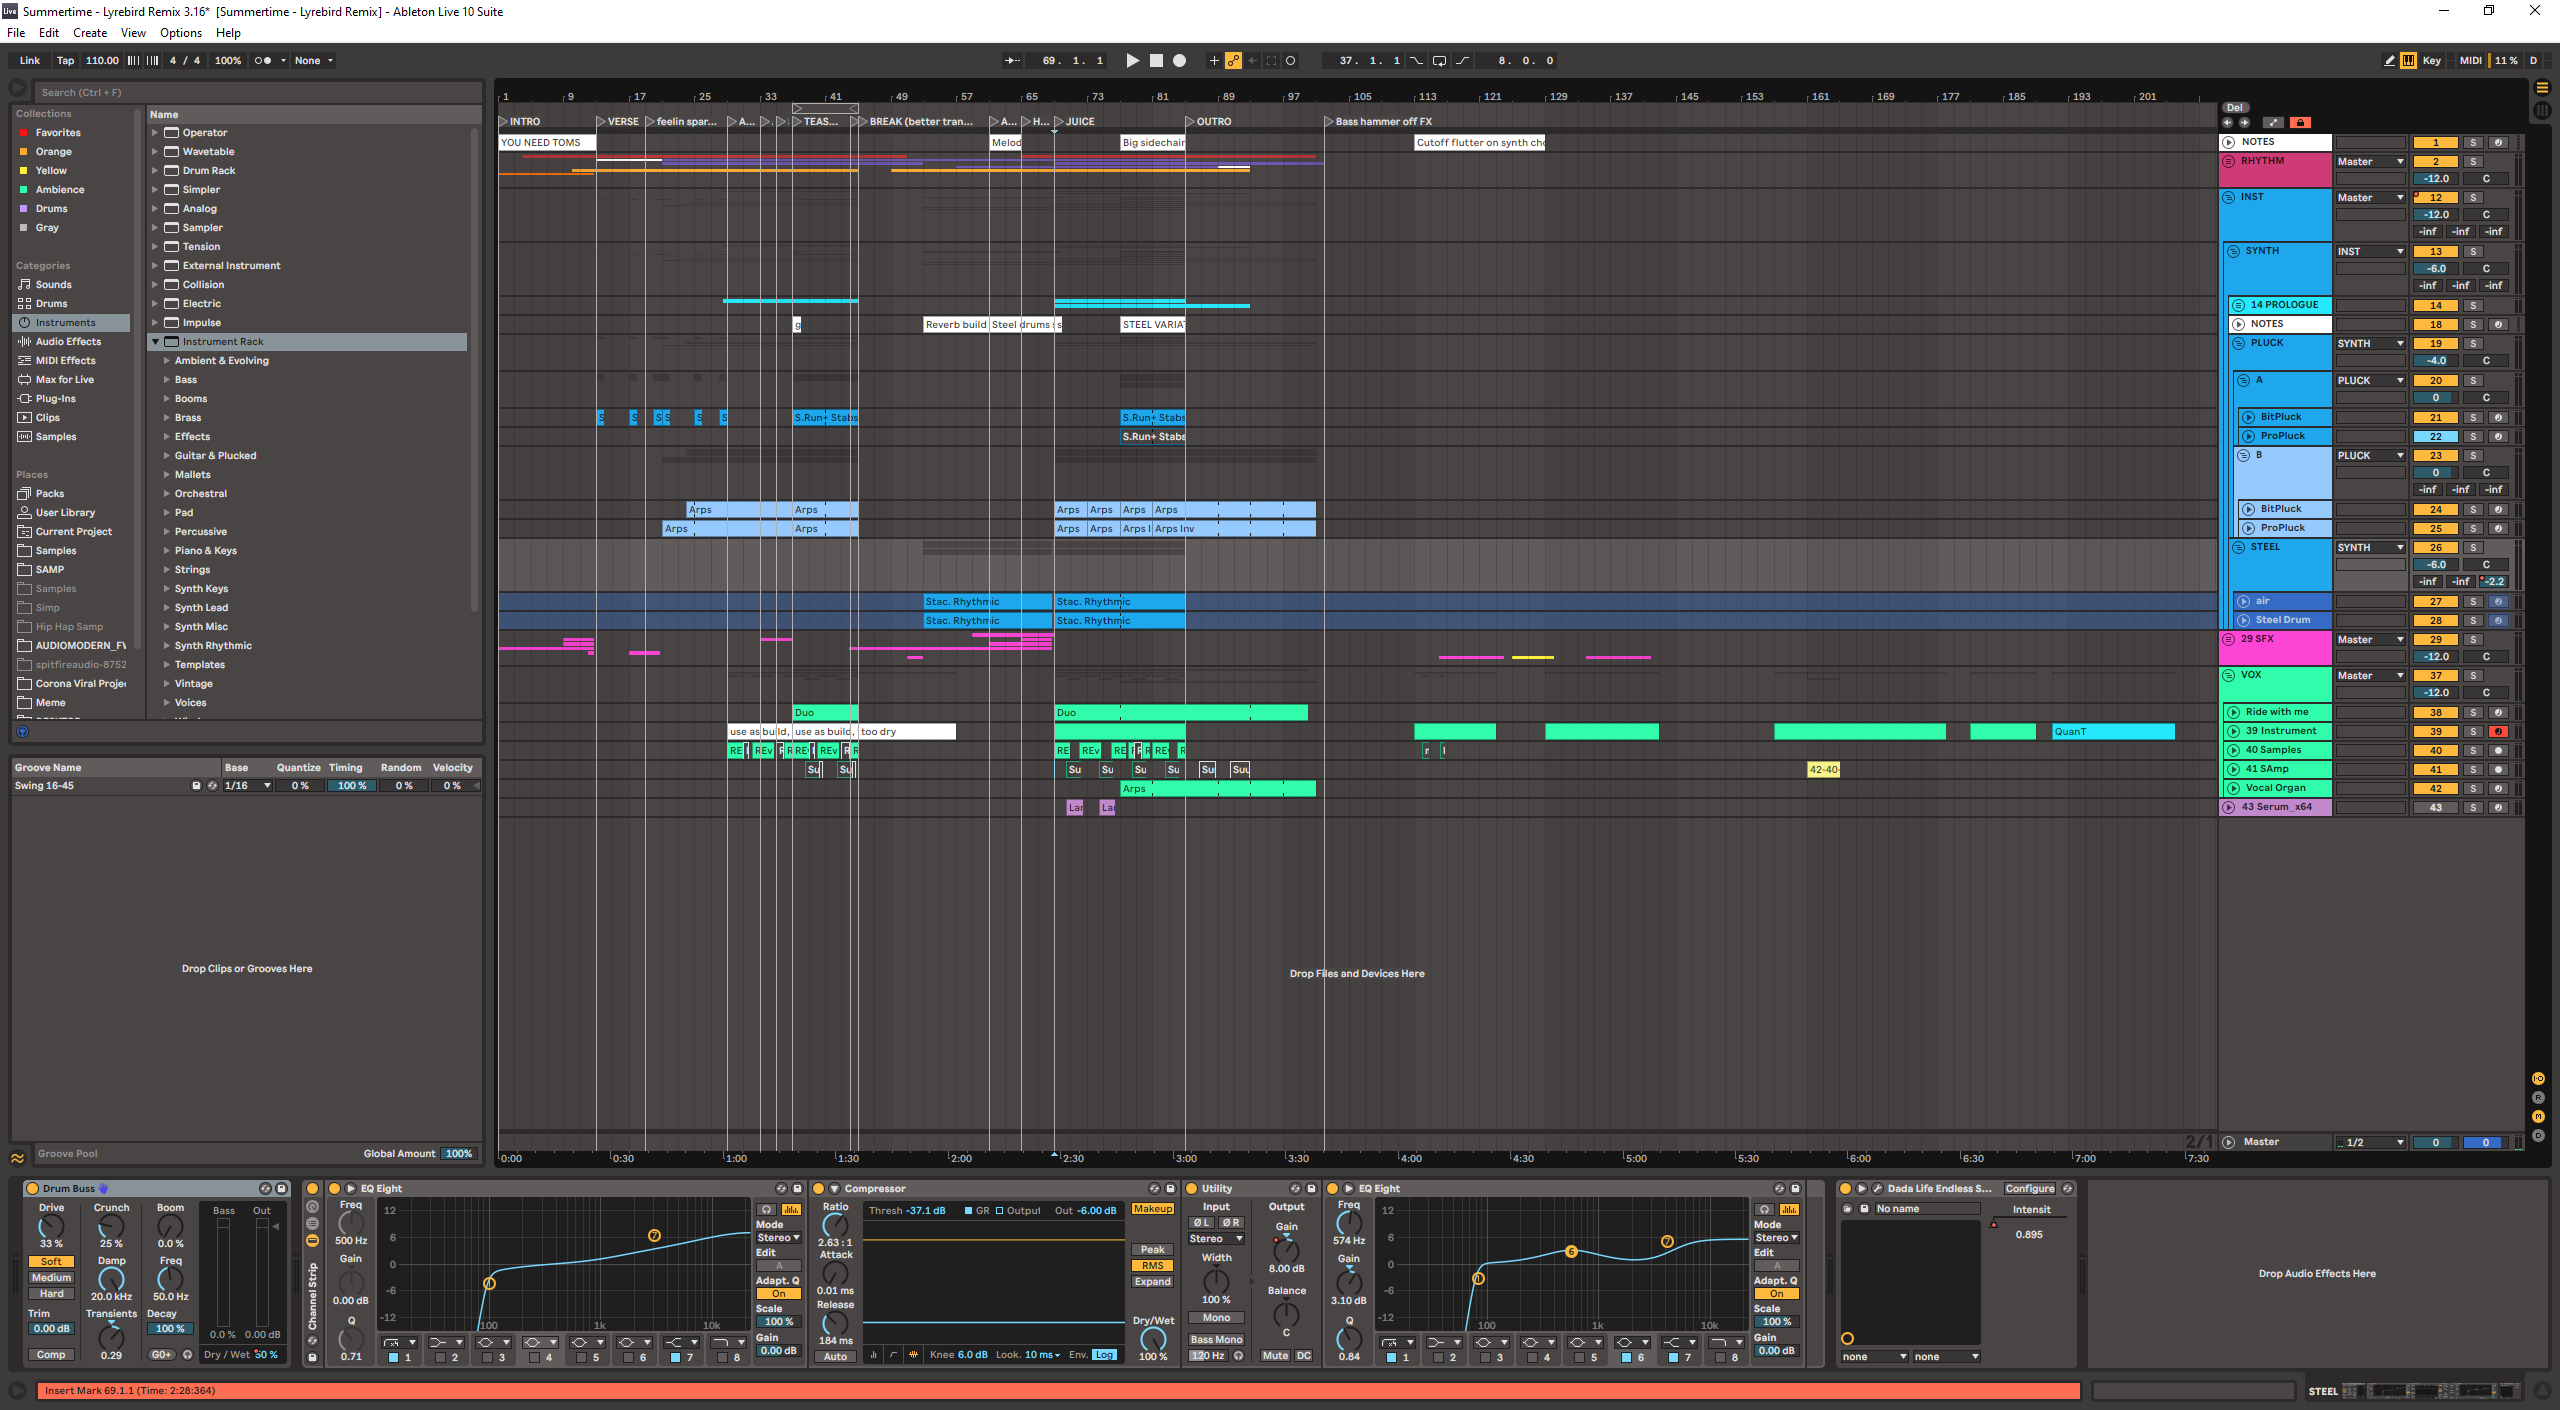 Live Summertime - Lyrebird Remix 3.16* [Summertime - Lyrebird Remix] - Ableton Live 10 Suite
File Edit Create View Options Help
Link Tap 110.00 4 / 4 100% None 69. 1. 1 37. 1. 1 8. 0. 0 Key MIDI 11 % D
Search (Ctrl + F)
Collections
Favorites
Orange
Yellow
Ambience
Drums
Gray
Categories
Sounds
Drums
Instruments
Audio Effects
MIDI Effects
Max for Live
Plug-Ins
Clips
Samples
Places
Packs
User Library
Current Project
Samples
SAMP
Samples
Simp
Hip Hap Samp
AUDIOMODERN_FV
spitfireaudio-8752
Corona Viral Proje
Meme
Name
Operator
Wavetable
Drum Rack
Simpler
Analog
Sampler
Tension
External Instrument
Collision
Electric
Impulse
Instrument Rack
Ambient & Evolving
Bass
Booms
Brass
Effects
Guitar & Plucked
Mallets
Orchestral
Pad
Percussive
Piano & Keys
Strings
Synth Keys
Synth Lead
Synth Misc
Synth Rhythmic
Templates
Vintage
Voices
Groove Name Base Quantize Timing Random Velocity
Swing 16-45 1/16 0 % 100 % 0 % 0 %
Drop Clips or Grooves Here
Groove Pool Global Amount 100%
1 9 17 25 33 41 49 57 65 73 81 89 97 105 113 121 129 137 145 153 161 169 177 185 193 201
INTRO VERSE feelin spar... A... TEAS... BREAK (better tran... A... H... JUICE OUTRO Bass hammer off FX
YOU NEED TOMS Melod Big sidechair Cutoff flutter on synth cho
g Reverb build Steel drums s STEEL VARIAT
S S S S S S S.Run+ Stabs S.Run+ Stabs
S.Run+ Stabs
Arps Arps Arps Arps Arps Arps
Arps Arps Arps Arps Arps I Arps Inv
Stac. Rhythmic Stac. Rhythmic
Stac. Rhythmic Stac. Rhythmic
Duo Duo
use as build, use as build, too dry QuanT
RE REv REv REv RE REv RE REv R
Su Su Su Su Su Su Su Suu 42-40-
Arps
Lar Lar
Drop Files and Devices Here
2/1
0:00 0:30 1:00 1:30 2:00 2:30 3:00 3:30 4:00 4:30 5:00 5:30 6:00 6:30 7:00 7:30
Del
NOTES 1 S
RHYTHM Master 2 S
-12.0 C
INST Master 12 S
-12.0 C
-inf -inf -inf
SYNTH INST 13 S
-6.0 C
-inf -inf -inf
14 PROLOGUE 14 S
NOTES 18 S
PLUCK SYNTH 19 S
-4.0 C
A PLUCK 20 S
0 C
BitPluck 21 S
ProPluck 22 S
B PLUCK 23 S
0 C
-inf -inf -inf
BitPluck 24 S
ProPluck 25 S
STEEL SYNTH 26 S
-6.0 C
-inf -inf -2.2
air 27 S
Steel Drum 28 S
29 SFX Master 29 S
-12.0 C
VOX Master 37 S
-12.0 C
Ride with me 38 S
39 Instrument 39 S
40 Samples 40 S
41 SAmp 41 S
Vocal Organ 42 S
43 Serum_x64 43 S
Master 1/2 0 0
I·O
R
M
D
Drum Buss
Drive Crunch Boom Bass Out
33 % 25 % 0.0 %
Soft Damp Freq
Medium
Hard 20.0 kHz 50.0 Hz
Trim Transients Decay
0.00 dB 100 % 0.0 % 0.00 dB
Comp 0.29 G0+ Dry / Wet 50 %
Channel Strip
EQ Eight
Freq
500 Hz
Gain
0.00 dB
Q
0.71
12 6 0 -6 -12
100 1k 10k
1 2 3 4 5 6 7 8
Mode
Stereo
Edit
A
Adapt. Q
On
Scale
100 %
Gain
0.00 dB
Compressor
Ratio
2.63 : 1
Attack
0.01 ms
Release
184 ms
Auto
Thresh -37.1 dB GR Output Out -6.00 dB
Knee 6.0 dB Look. 10 ms Env. Log
Makeup
Peak
RMS
Expand
Dry/Wet
100 %
Utility
Input Output
Ø L Ø R Gain
Stereo
Width 8.00 dB
100 % Balance
Mono C
Bass Mono
120 Hz Mute DC
EQ Eight
Freq
574 Hz
Gain
3.10 dB
Q
0.84
12 6 0 -6 -12
100 1k 10k
1 2 3 4 5 6 7 8
Mode
Stereo
Edit
A
Adapt. Q
On
Scale
100 %
Gain
0.00 dB
Dada Life Endless S... Configure
No name Intensit
0.895
none none
Drop Audio Effects Here
Insert Mark 69.1.1 (Time: 2:28:364) STEEL